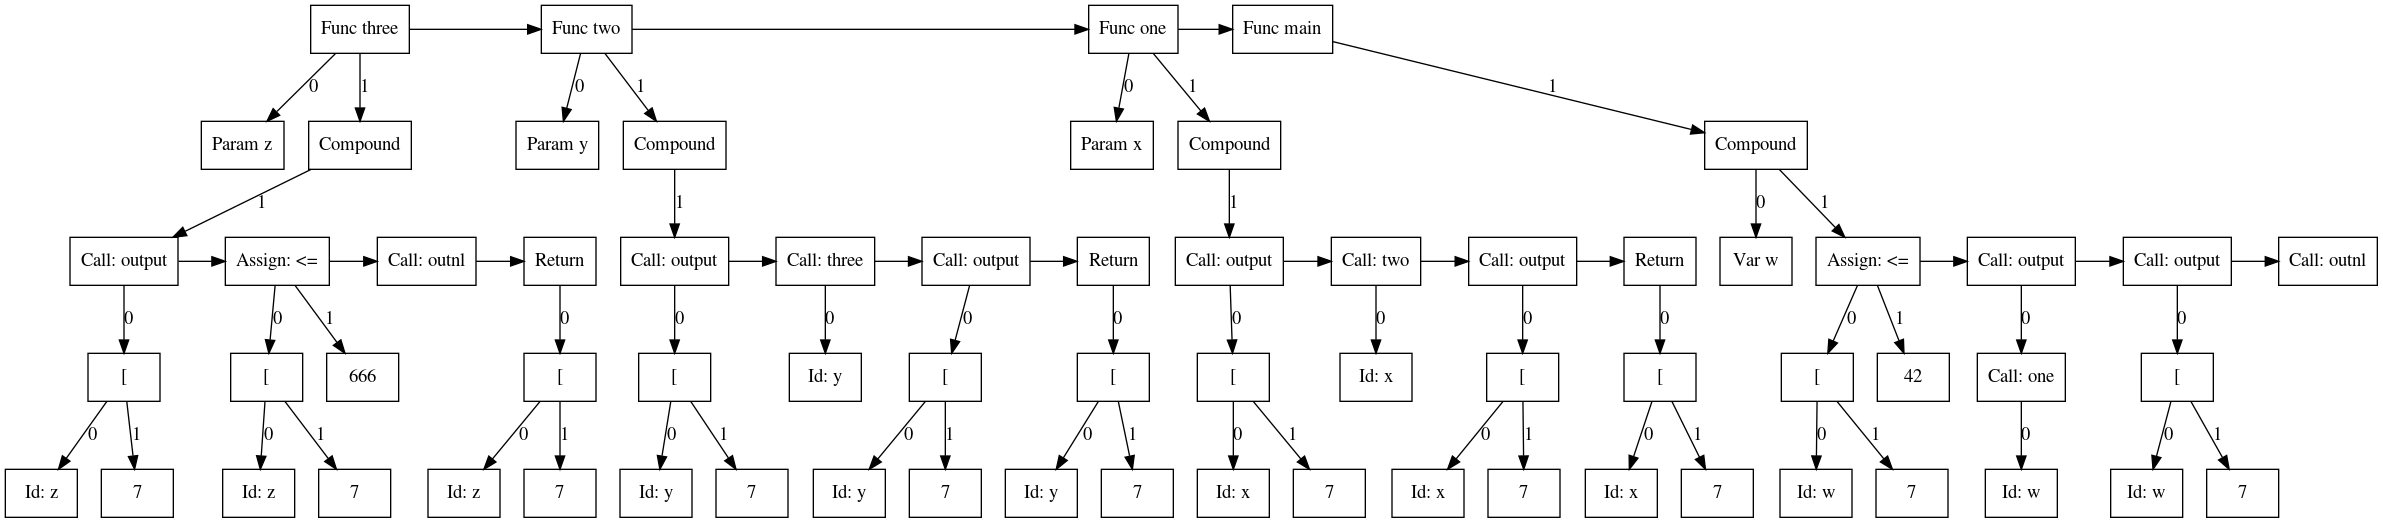 Func three
Func two
Func one
Func main
0
1
0
1
0
1
1
Param z
Compound
Param y
Compound
Param x
Compound
Compound
1
1
1
0
1
Call: output
Assign: <=
Call: outnl
Return
Call: output
Call: three
Call: output
Return
Call: output
Call: two
Call: output
Return
Var w
Assign: <=
Call: output
Call: output
Call: outnl
0
0
1
0
0
0
0
0
0
0
0
0
0
1
0
0
[
[
666
[
[
Id: y
[
[
[
Id: x
[
[
[
42
Call: one
[
0
1
0
1
0
1
0
1
0
1
0
1
0
1
0
1
0
1
0
1
0
0
1
Id: z
7
Id: z
7
Id: z
7
Id: y
7
Id: y
7
Id: y
7
Id: x
7
Id: x
7
Id: x
7
Id: w
7
Id: w
Id: w
7